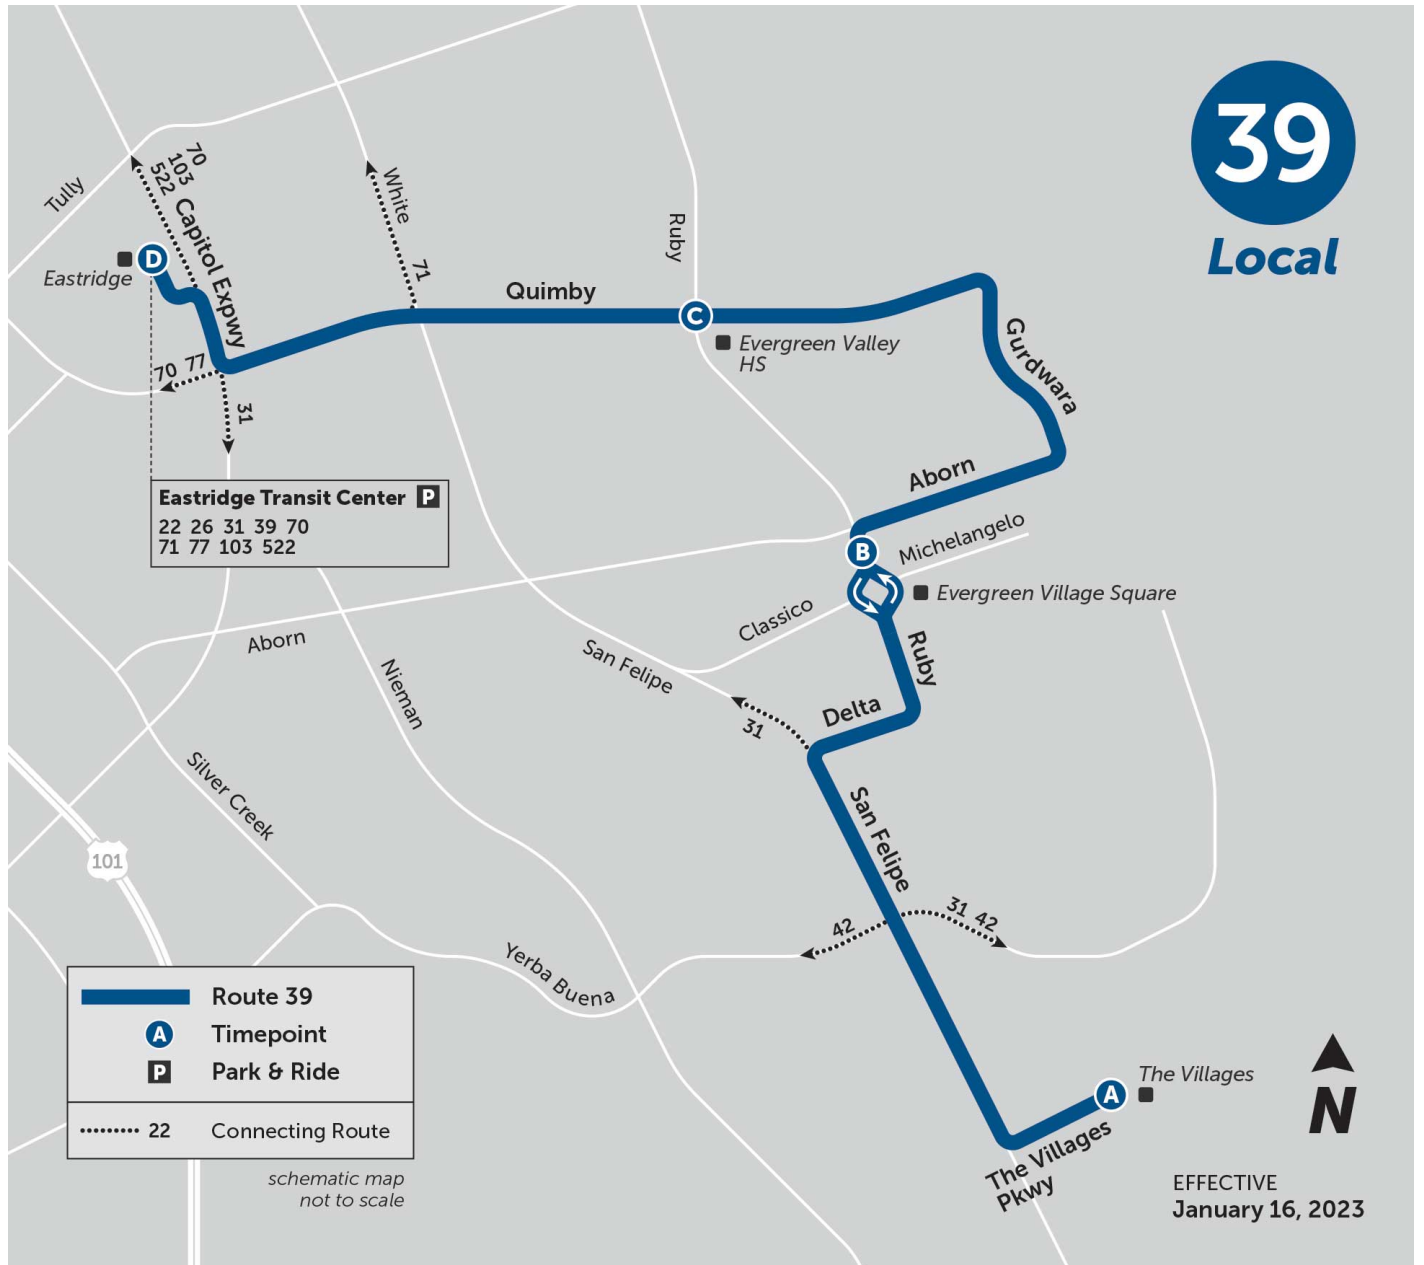 39
Local
70
103
522
Capitol Expwy
Tully
White
71
Ruby
D
Eastridge
Quimby
C
Evergreen Valley
HS
Gurdwara
70 77
31
Eastridge Transit Center P
22 26 31 39 70
71 77 103 522
Aborn
Michelangelo
B
Evergreen Village Square
Classico
Aborn
San Felipe
Ruby
Nieman
Delta
31
Silver Creek
San Felipe
101
42
31 42
Yerba Buena
Route 39
A Timepoint
P Park & Ride
22 Connecting Route
schematic map
not to scale
The Villages
A
The Villages
Pkwy
N
EFFECTIVE
January 16, 2023